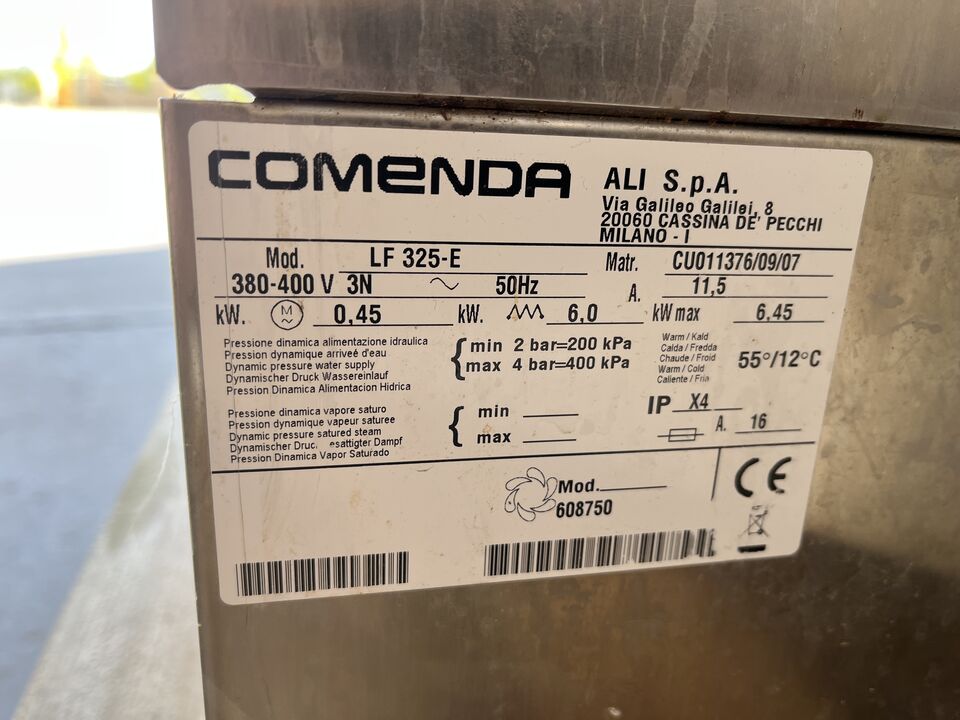 COMENDA
ALI S.p.A.
Via Galileo Galilei, 8
20060 CASSINA DE' PECCHI
MILANO - I
Mod. LF 325-E Matr. CU011376/09/07
380-400 V 3N ~ 50Hz A. 11,5
kW. M 0,45 kW. 6,0 kW max 6,45
Pressione dinamica alimentazione idraulica
Pression dynamique arriveé d'eau
Dynamic pressure water supply
Dynamischer Druck Wassereinlauf
Pression Dinamica Alimentacion Hidrica
{ min 2 bar=200 kPa
max 4 bar=400 kPa
Warm / Kald
Calda / Fredda
Chaude / Froid
Warm / Cold
Caliente / Fria
55°/12°C
Pressione dinamica vapore saturo
Pression dynamique vapeur saturee
Dynamic pressure satured steam
Dynamischer Druc esattigter Dampf
Pression Dinamica Vapor Saturado
{ min
max
IP X4
A. 16
Mod.
608750
CE